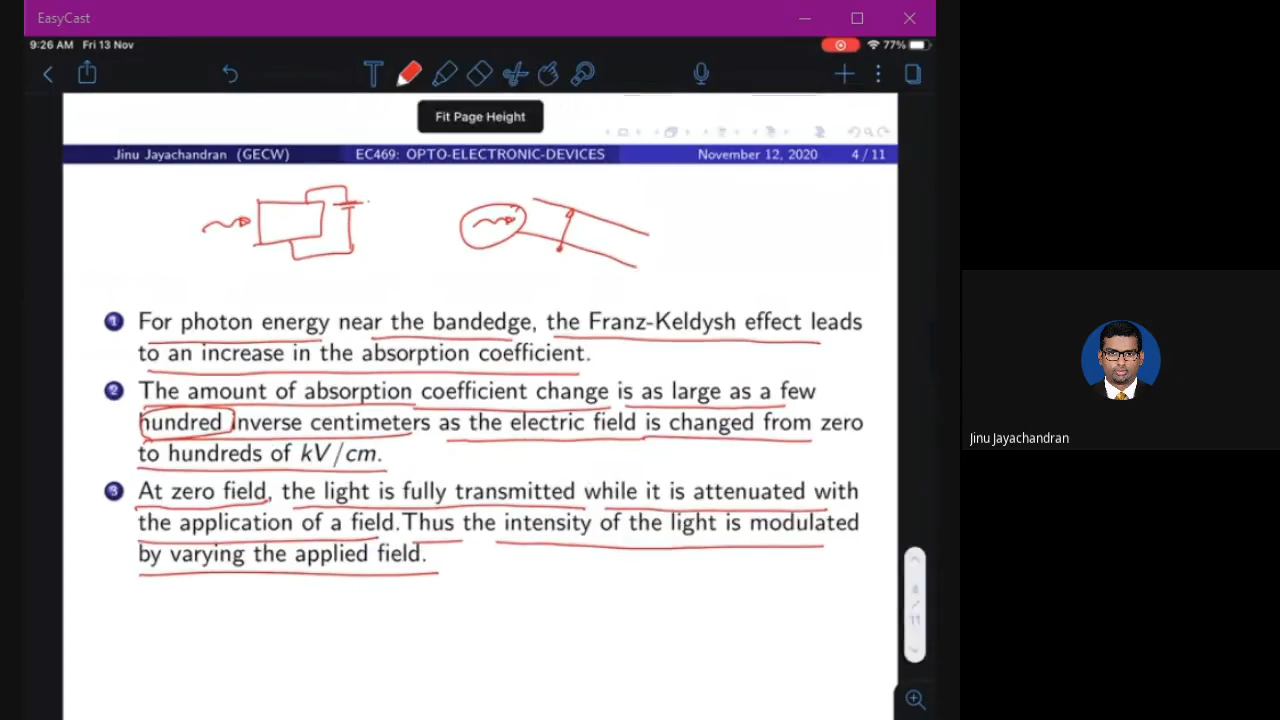 EasyCast
9:26 AM Fri 13 Nov
77%
T
Fit Page Height
Jinu Jayachandran (GECW) EC469: OPTO-ELECTRONIC-DEVICES November 12, 2020 4 / 11
1 For photon energy near the bandedge, the Franz-Keldysh effect leads
to an increase in the absorption coefficient.
2 The amount of absorption coefficient change is as large as a few
hundred inverse centimeters as the electric field is changed from zero
to hundreds of kV/cm.
3 At zero field, the light is fully transmitted while it is attenuated with
the application of a field.Thus the intensity of the light is modulated
by varying the applied field.
Jinu Jayachandran